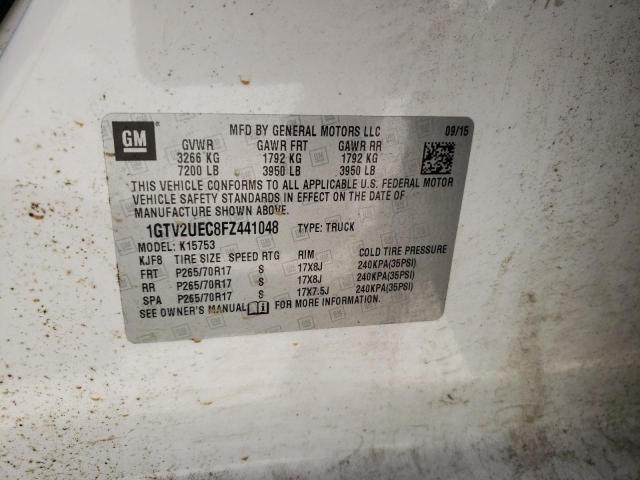 GM
MFD BY GENERAL MOTORS LLC 09/15
GVWR GAWR FRT GAWR RR
3266 KG 1792 KG 1792 KG
7200 LB 3950 LB 3950 LB
THIS VEHICLE CONFORMS TO ALL APPLICABLE U.S. FEDERAL MOTOR
VEHICLE SAFETY STANDARDS IN EFFECT ON THE DATE OF
MANUFACTURE SHOWN ABOVE.
1GTV2UEC8FZ441048 TYPE: TRUCK
MODEL: K15753
KJF8 TIRE SIZE SPEED RTG RIM COLD TIRE PRESSURE
FRT P265/70R17 S 17X8J 240KPA(35PSI)
RR P265/70R17 S 17X8J 240KPA(35PSI)
SPA P265/70R17 S 17X7.5J 240KPA(35PSI)
SEE OWNER'S MANUAL FOR MORE INFORMATION.